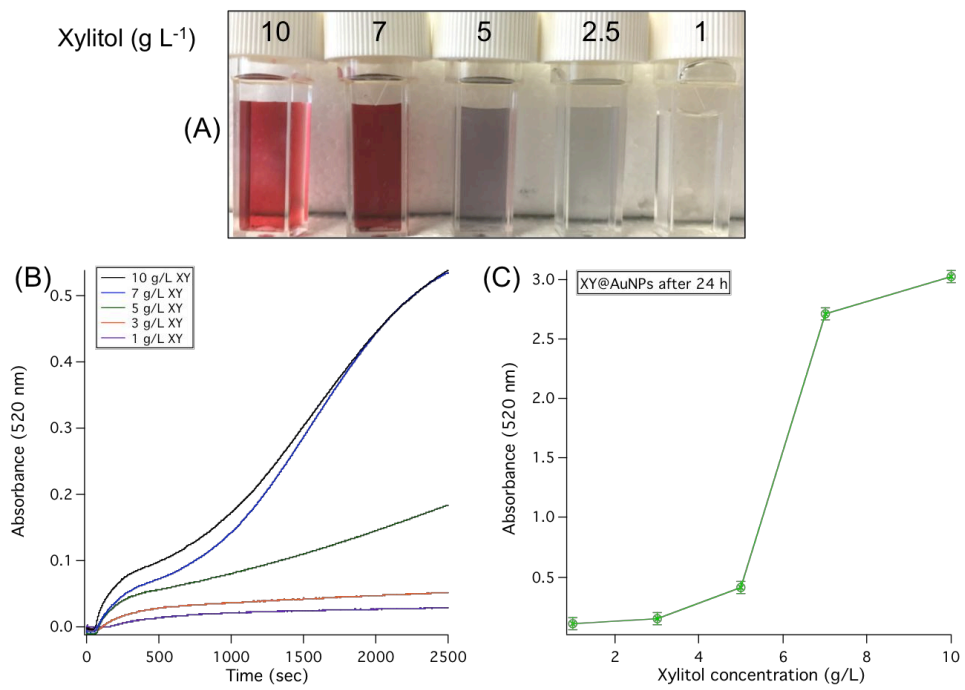 Xylitol (g L-1) 10 7 5 2.5 1
(A)
(B)
10 g/L XY
7 g/L XY
5 g/L XY
3 g/L XY
1 g/L XY
0.5
0.4
0.3
0.2
0.1
0.0
Absorbance (520 nm)
0 500 1000 1500 2000 2500
Time (sec)
(C)
XY@AuNPs after 24 h
3.0
2.5
2.0
1.5
1.0
0.5
Absorbance (520 nm)
2 4 6 8 10
Xylitol concentration (g/L)